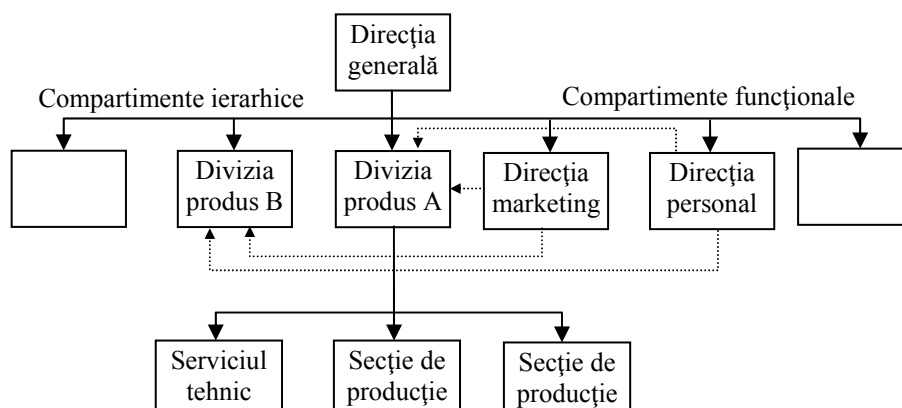 Direcţia
generală
Compartimente ierarhice
Compartimente funcţionale
Divizia
produs B
Divizia
produs A
Direcţia
marketing
Direcţia
personal
Serviciul
tehnic
Secţie de
producţie
Secţie de
producţie